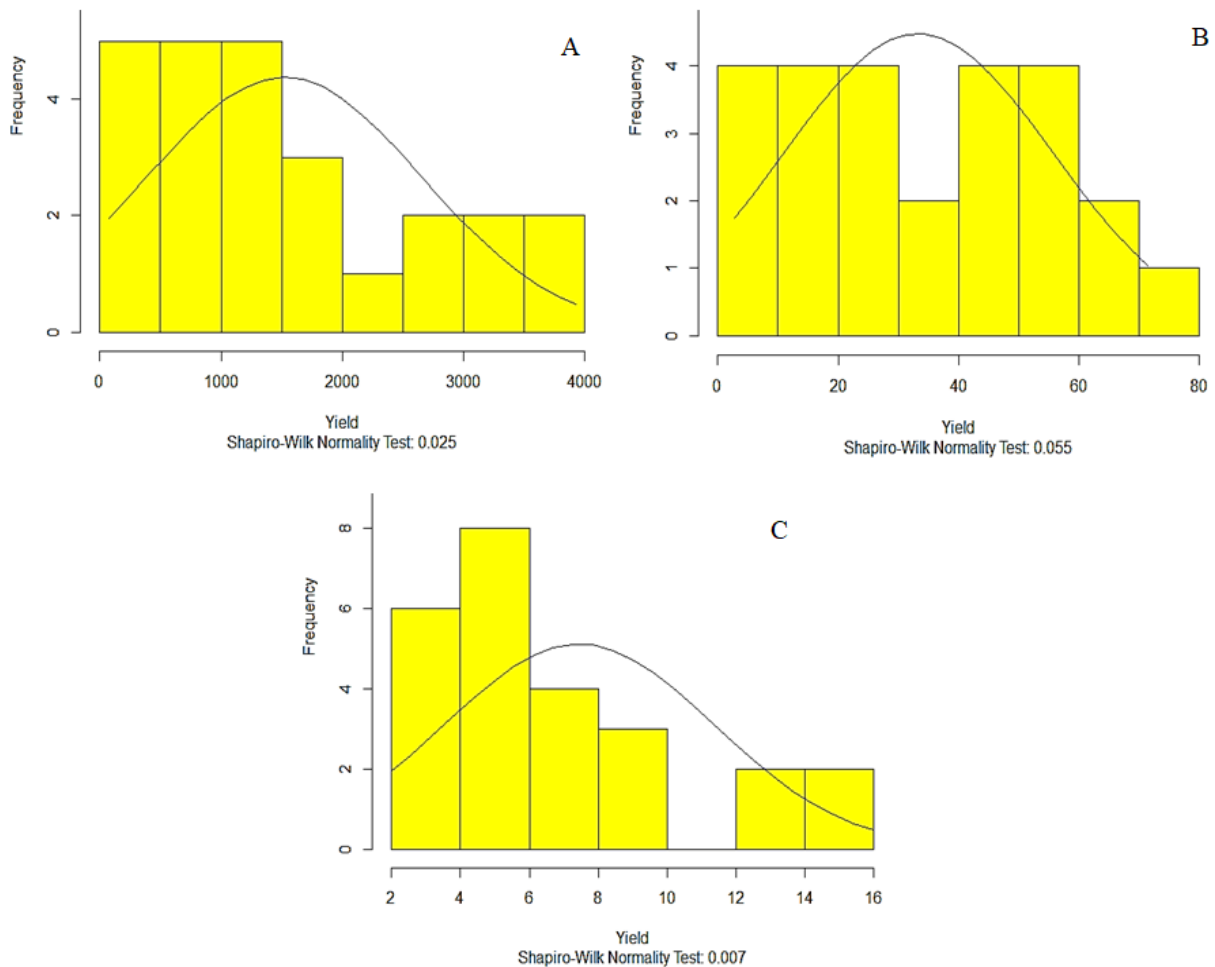 A
Frequency
4
2
0
0 1000 2000 3000 4000
Yield
Shapiro-Wilk Normality Test: 0.025
B
Frequency
4
3
2
1
0
0 20 40 60 80
Yield
Shapiro-Wilk Normality Test: 0.055
C
Frequency
8
6
4
2
0
2 4 6 8 10 12 14 16
Yield
Shapiro-Wilk Normality Test: 0.007